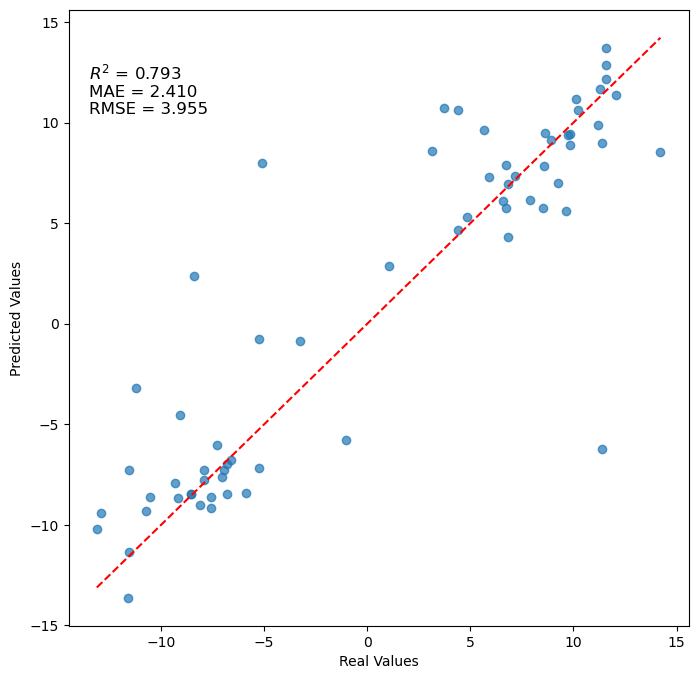 R² = 0.793
MAE = 2.410
RMSE = 3.955
15
10
5
0
−5
−10
−15
Predicted Values
−10 −5 0 5 10 15
Real Values